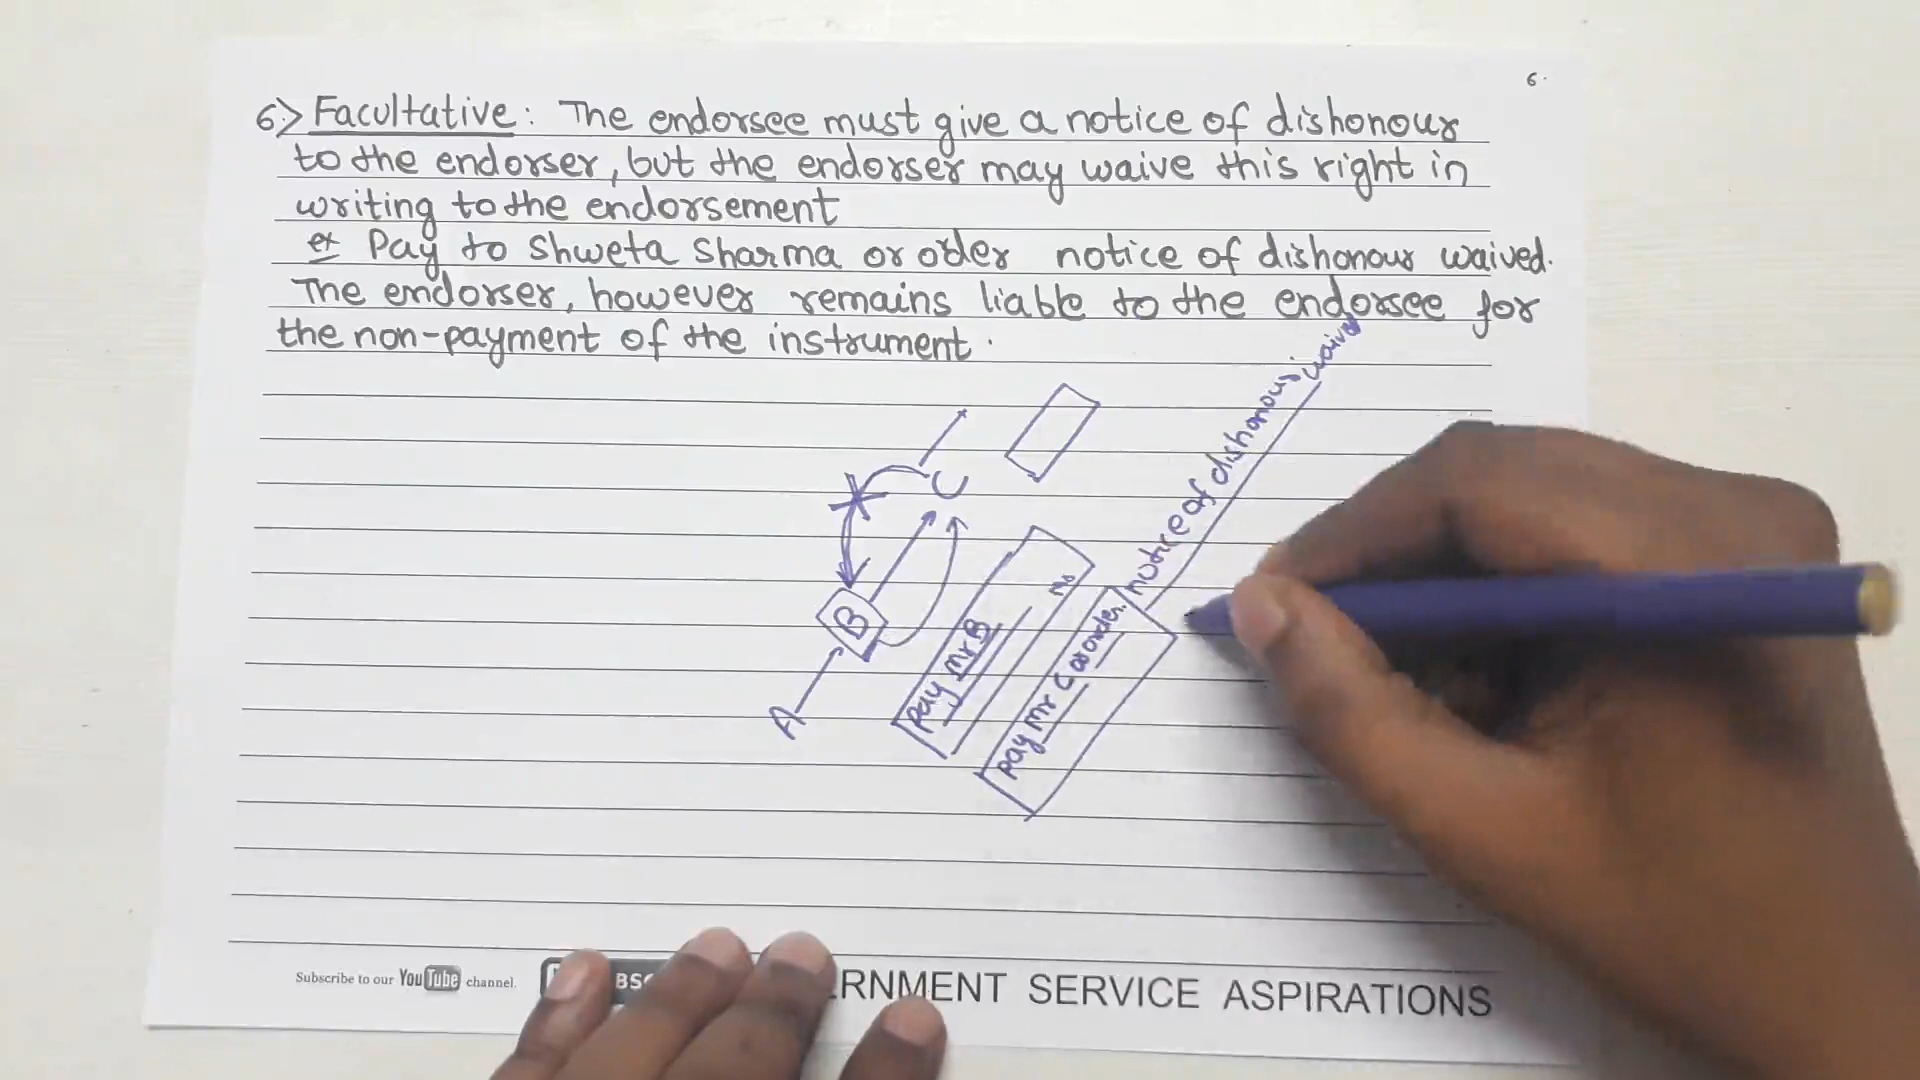 6.
6.> Facultative: The endorsee must give a notice of dishonour
to the endorser, but the endorser may waive this right in
writing to the endorsement
ex Pay to Shweta Sharma or order notice of dishonour waived.
The endorser, however remains liable to the endorsee for
the non-payment of the instrument.
C
B
A
Pay Mr B
pay Mr C or order.
notice of dishonour waived
Subscribe to our YouTube channel.
ERNMENT SERVICE ASPIRATIONS